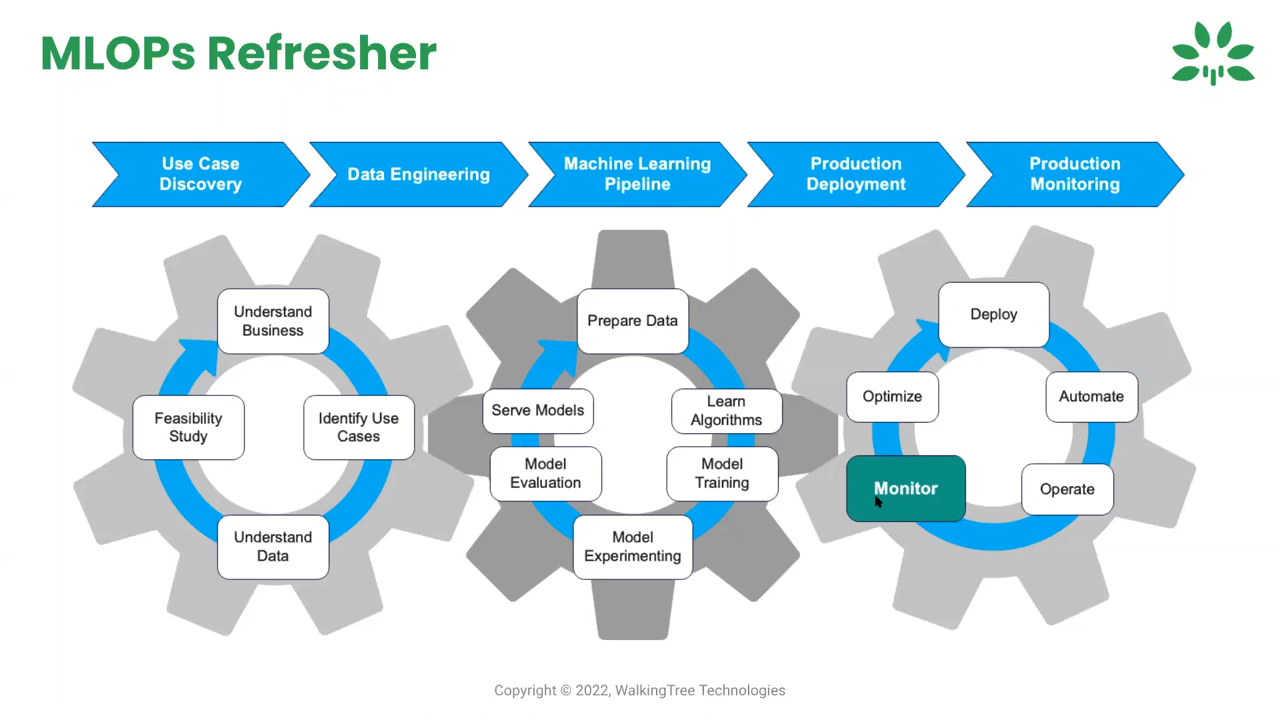 MLOPs Refresher
Use Case
Discovery
Data Engineering
Machine Learning
Pipeline
Production
Deployment
Production
Monitoring
Understand
Business
Identify Use
Cases
Understand
Data
Feasibility
Study
Prepare Data
Learn
Algorithms
Model
Training
Model
Experimenting
Model
Evaluation
Serve Models
Deploy
Automate
Operate
Monitor
Optimize
Copyright © 2022, WalkingTree Technologies